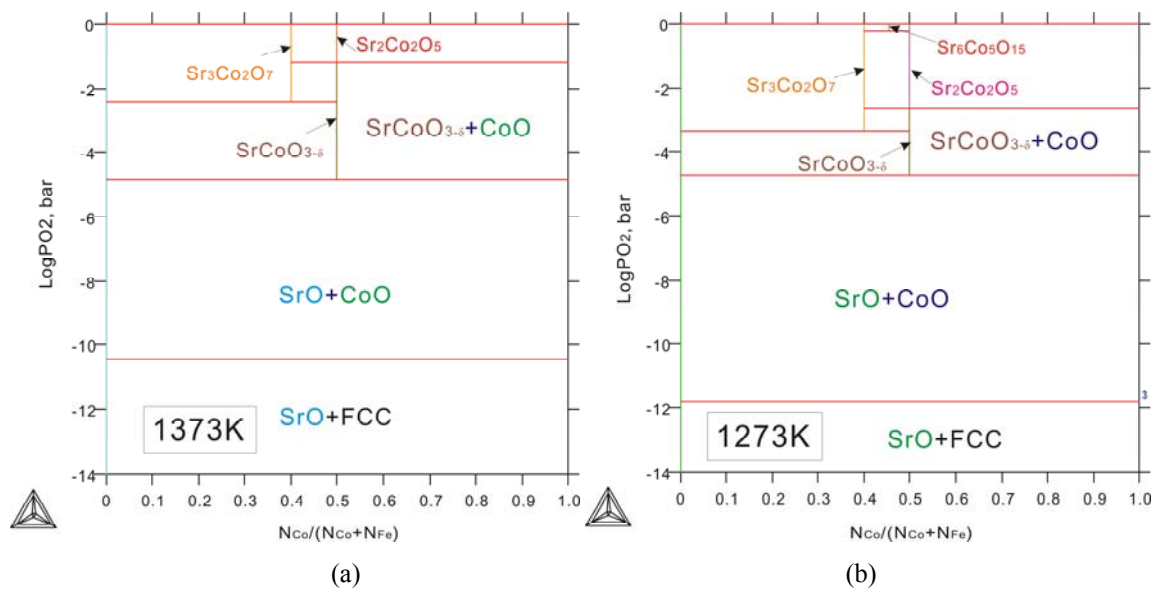 0
-2
-4
-6
-8
-10
-12
-14
LogPO2, bar
Sr3Co2O7
Sr2Co2O5
SrCoO3-δ+CoO
SrCoO3-δ
SrO+CoO
SrO+FCC
1373K
0 0.1 0.2 0.3 0.4 0.5 0.6 0.7 0.8 0.9 1.0
NCo/(NCo+NFe)
(a)
0
-2
-4
-6
-8
-10
-12
-14
LogPO2, bar
Sr6Co5O15
Sr3Co2O7
Sr2Co2O5
SrCoO3-δ+CoO
SrCoO3-δ
SrO+CoO
3
SrO+FCC
1273K
0 0.1 0.2 0.3 0.4 0.5 0.6 0.7 0.8 0.9 1.0
NCo/(NCo+NFe)
(b)